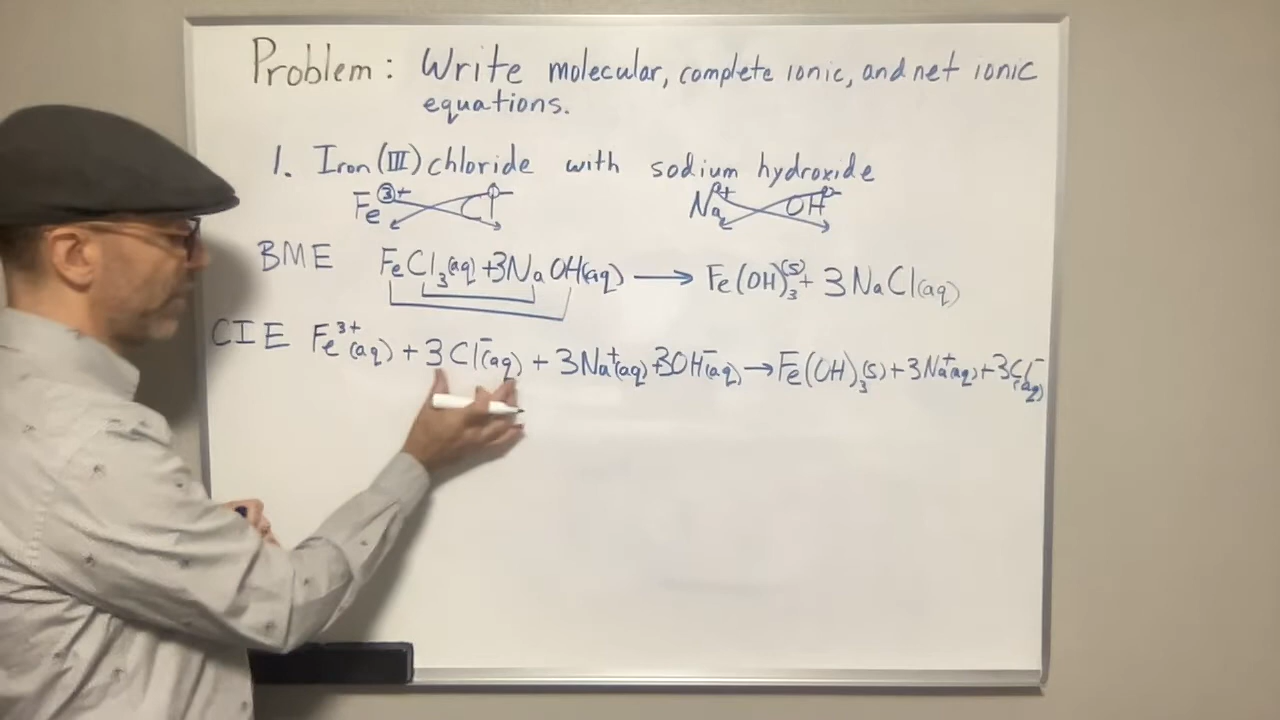 Problem: Write molecular, complete ionic, and net ionic
equations.
1. Iron (III) chloride with sodium hydroxide
Fe³⁺ Cl⁻ Na⁺ OH⁻
BME FeCl₃(aq) + 3NaOH(aq) → Fe(OH)₃(s) + 3NaCl(aq)
CIE Fe³⁺(aq) + 3Cl⁻(aq) + 3Na⁺(aq) + 3OH⁻(aq) → Fe(OH)₃(s) + 3Na⁺(aq) + 3Cl⁻(aq)